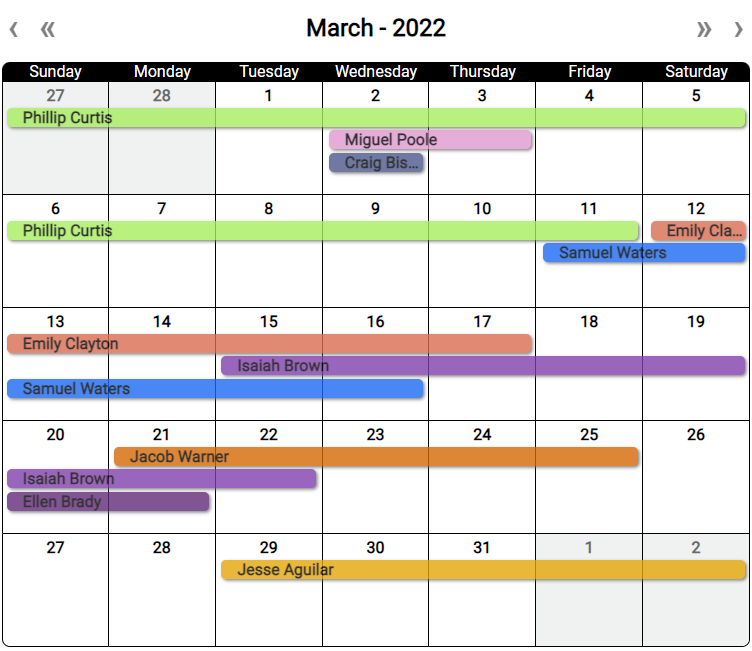 ‹ « March - 2022 » ›
Sunday Monday Tuesday Wednesday Thursday Friday Saturday
27 28 1 2 3 4 5
Phillip Curtis
Miguel Poole
Craig Bis...
6 7 8 9 10 11 12
Phillip Curtis Emily Cla...
Samuel Waters
13 14 15 16 17 18 19
Emily Clayton
Isaiah Brown
Samuel Waters
20 21 22 23 24 25 26
Jacob Warner
Isaiah Brown
Ellen Brady
27 28 29 30 31 1 2
Jesse Aguilar